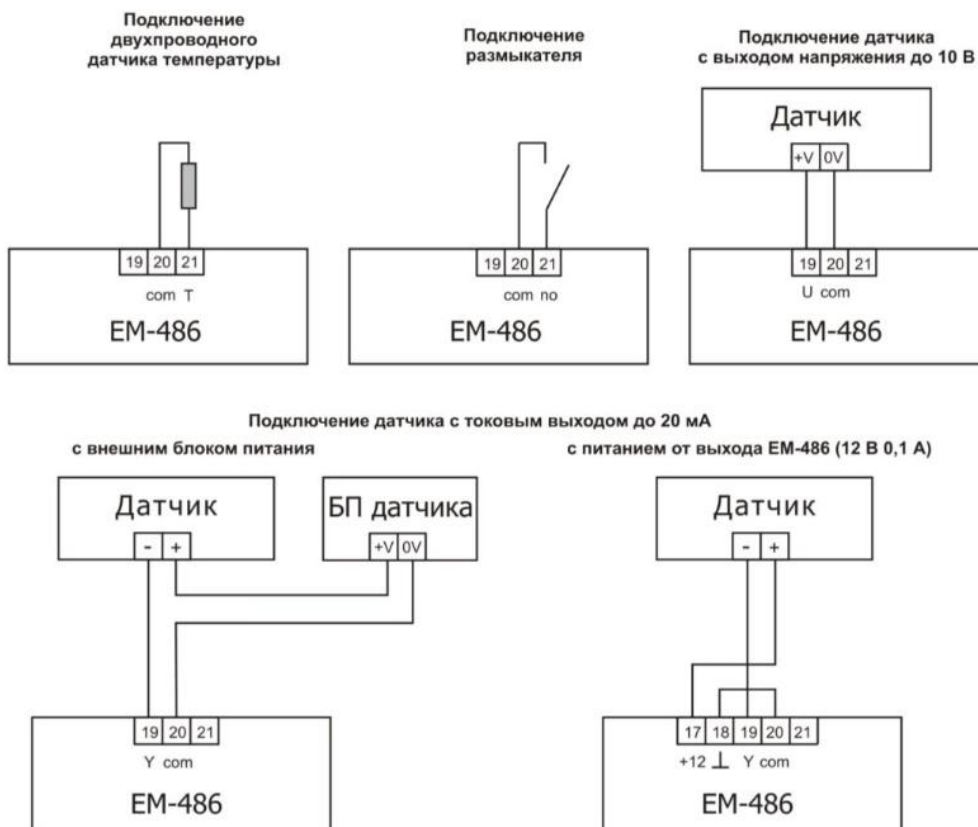 Подключение
двухпроводного
датчика температуры
Подключение
размыкателя
Подключение датчика
с выходом напряжения до 10 В
Датчик
+V 0V
19 20 21
com T
EM-486
19 20 21
com no
EM-486
19 20 21
U com
EM-486
Подключение датчика с токовым выходом до 20 мА
с внешним блоком питания
с питанием от выхода EM-486 (12 В 0,1 А)
Датчик
- +
БП датчика
+V 0V
Датчик
- +
19 20 21
Y com
EM-486
17 18 19 20 21
+12 ⊥ Y com
EM-486